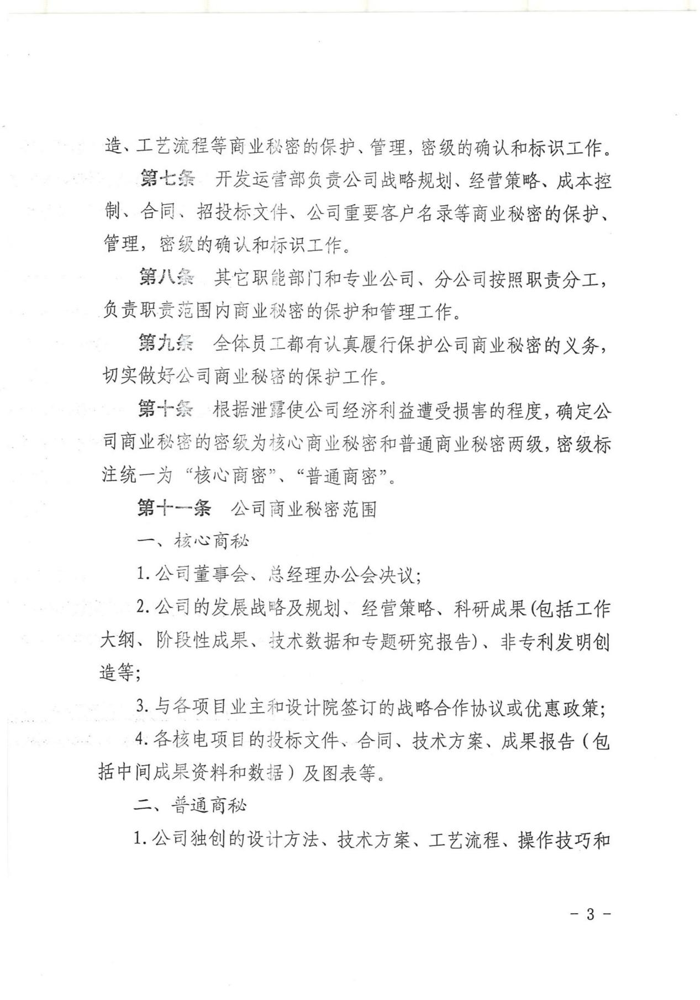 造、工艺流程等商业秘密的保护、管理，密级的确认和标识工作。
第七条 开发运营部负责公司战略规划、经营策略、成本控
制、合同、招投标文件、公司重要客户名录等商业秘密的保护、
管理，密级的确认和标识工作。
第八条 其它职能部门和专业公司、分公司按照职责分工，
负责职责范围内商业秘密的保护和管理工作。
第九条 全体员工都有认真履行保护公司商业秘密的义务，
切实做好公司商业秘密的保护工作。
第十条 根据泄露使公司经济利益遭受损害的程度，确定公
司商业秘密的密级为核心商业秘密和普通商业秘密两级，密级标
注统一为“核心商密”、“普通商密”。
第十一条 公司商业秘密范围
一、核心商秘
1.公司董事会、总经理办公会决议；
2.公司的发展战略及规划、经营策略、科研成果(包括工作
大纲、阶段性成果、技术数据和专题研究报告)、非专利发明创
造等；
3.与各项目业主和设计院签订的战略合作协议或优惠政策；
4.各核电项目的投标文件、合同、技术方案、成果报告（包
括中间成果资料和数据）及图表等。
二、普通商秘
1.公司独创的设计方法、技术方案、工艺流程、操作技巧和
- 3 -